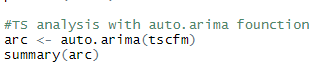 #TS analysis with auto.arima founction
arc <- auto.arima(tscfm)
summary(arc)